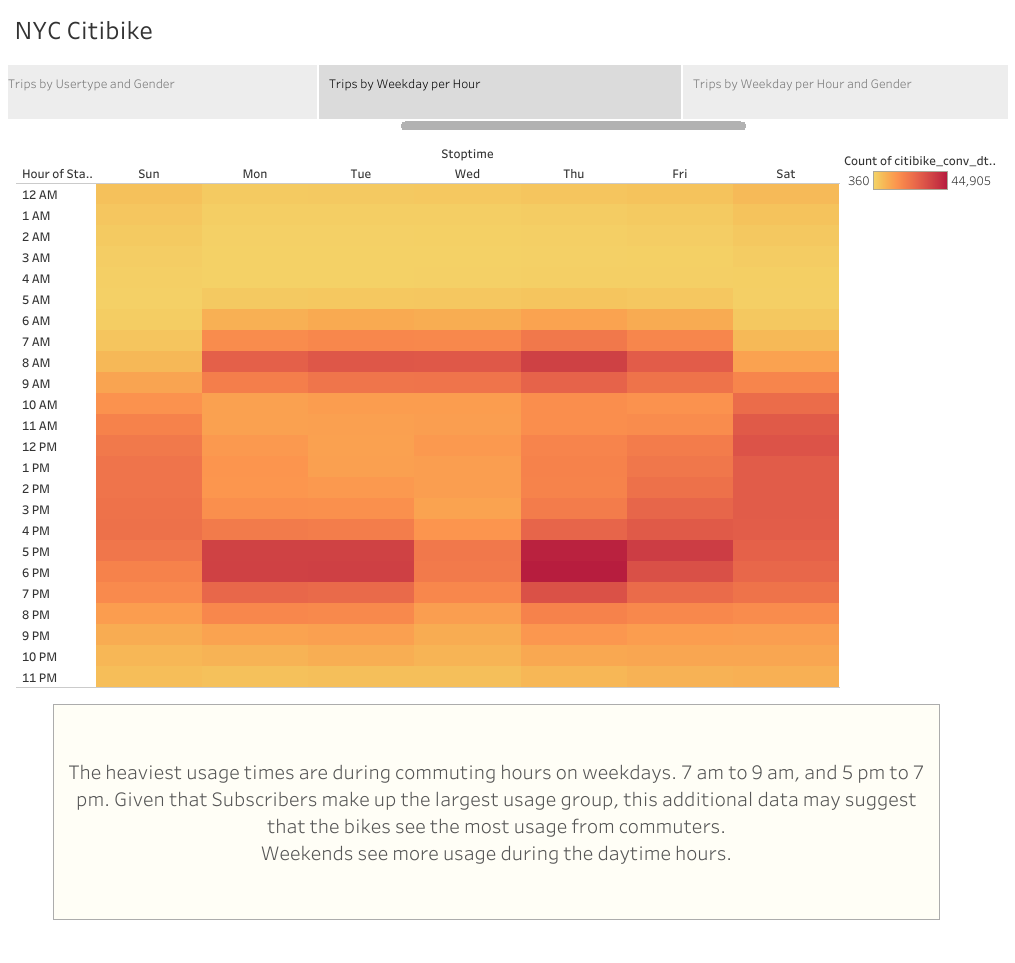 NYC Citibike
Trips by Usertype and Gender
Trips by Weekday per Hour
Trips by Weekday per Hour and Gender
Stoptime
Hour of Sta.. Sun Mon Tue Wed Thu Fri Sat
Count of citibike_conv_dt..
360 44,905
12 AM
1 AM
2 AM
3 AM
4 AM
5 AM
6 AM
7 AM
8 AM
9 AM
10 AM
11 AM
12 PM
1 PM
2 PM
3 PM
4 PM
5 PM
6 PM
7 PM
8 PM
9 PM
10 PM
11 PM
The heaviest usage times are during commuting hours on weekdays. 7 am to 9 am, and 5 pm to 7
pm. Given that Subscribers make up the largest usage group, this additional data may suggest
that the bikes see the most usage from commuters.
Weekends see more usage during the daytime hours.